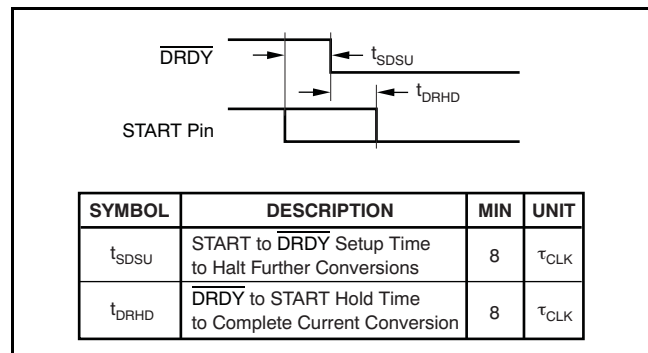 DRDY
tSDSU
tDRHD
START Pin
SYMBOL DESCRIPTION MIN UNIT
tSDSU START to DRDY Setup Time to Halt Further Conversions 8 τCLK
tDRHD DRDY to START Hold Time to Complete Current Conversion 8 τCLK